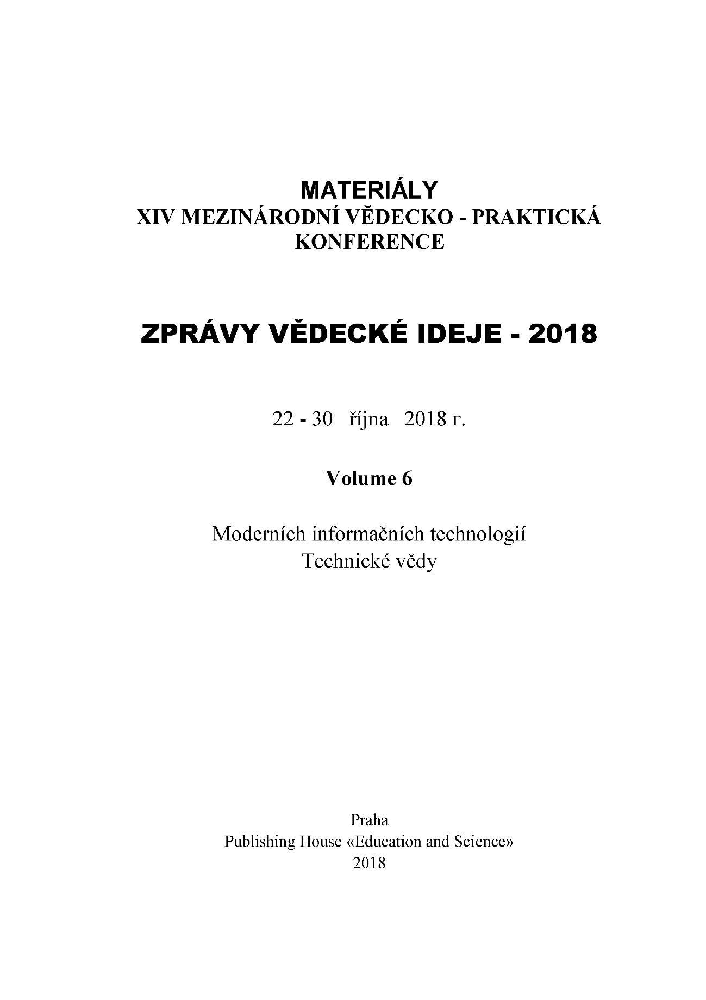 MATERIÁLY
XIV MEZINÁRODNÍ VĚDECKO - PRAKTICKÁ
KONFERENCE
ZPRÁVY VĚDECKÉ IDEJE - 2018
22 - 30 října 2018 г.
Volume 6
Moderních informačních technologií
Technické vědy
Praha
Publishing House «Education and Science»
2018